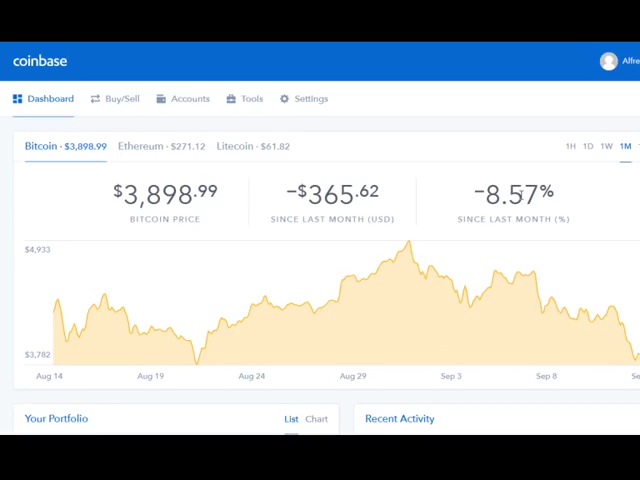 coinbase
Alfre
Dashboard Buy/Sell Accounts Tools Settings
Bitcoin · $3,898.99 Ethereum · $271.12 Litecoin · $61.82 1H 1D 1W 1M
$3,898.99 -$365.62 -8.57%
BITCOIN PRICE SINCE LAST MONTH (USD) SINCE LAST MONTH (%)
$4,933
$3,782
Aug 14 Aug 19 Aug 24 Aug 29 Sep 3 Sep 8 Se
Your Portfolio List Chart Recent Activity